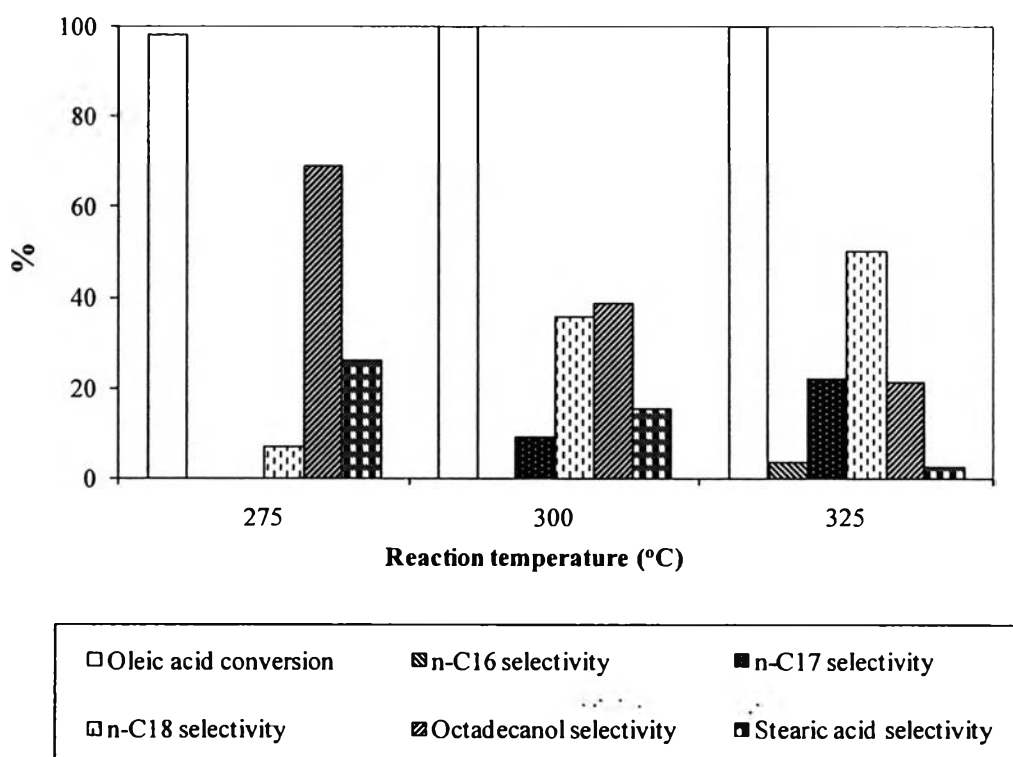 100
80
60
40
20
0
%
275 300 325
Reaction temperature (°C)
Oleic acid conversion n-C16 selectivity n-C17 selectivity
n-C18 selectivity Octadecanol selectivity Stearic acid selectivity